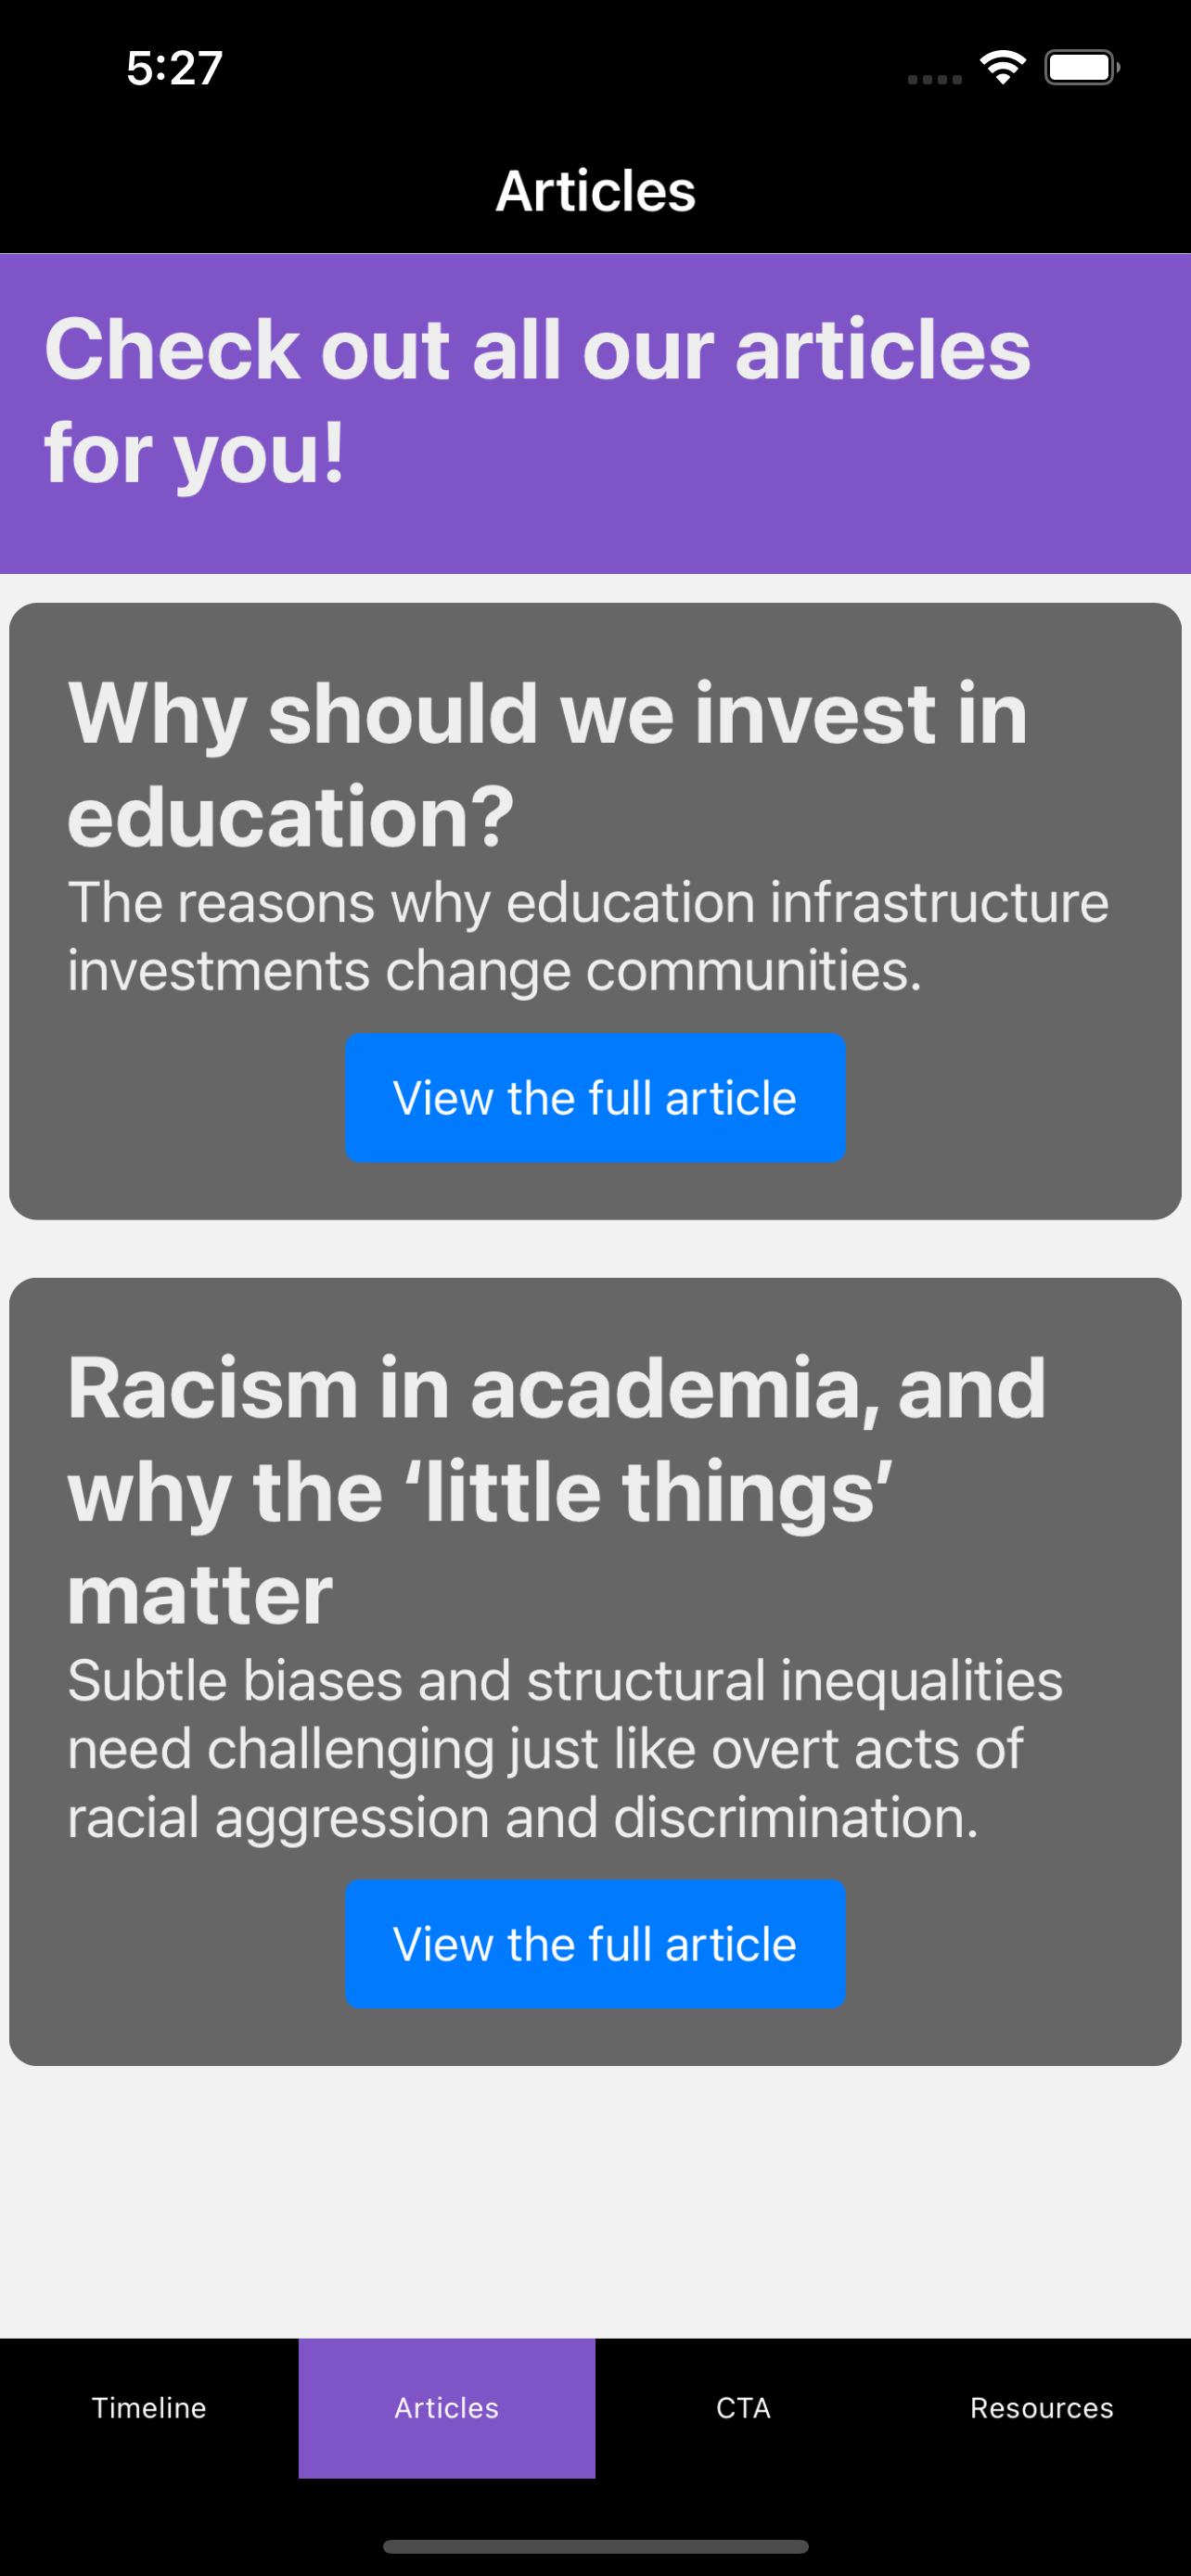 5:27
Articles
Check out all our articles
for you!
Why should we invest in
education?
The reasons why education infrastructure
investments change communities.
View the full article
Racism in academia, and
why the ‘little things’
matter
Subtle biases and structural inequalities
need challenging just like overt acts of
racial aggression and discrimination.
View the full article
Timeline Articles CTA Resources